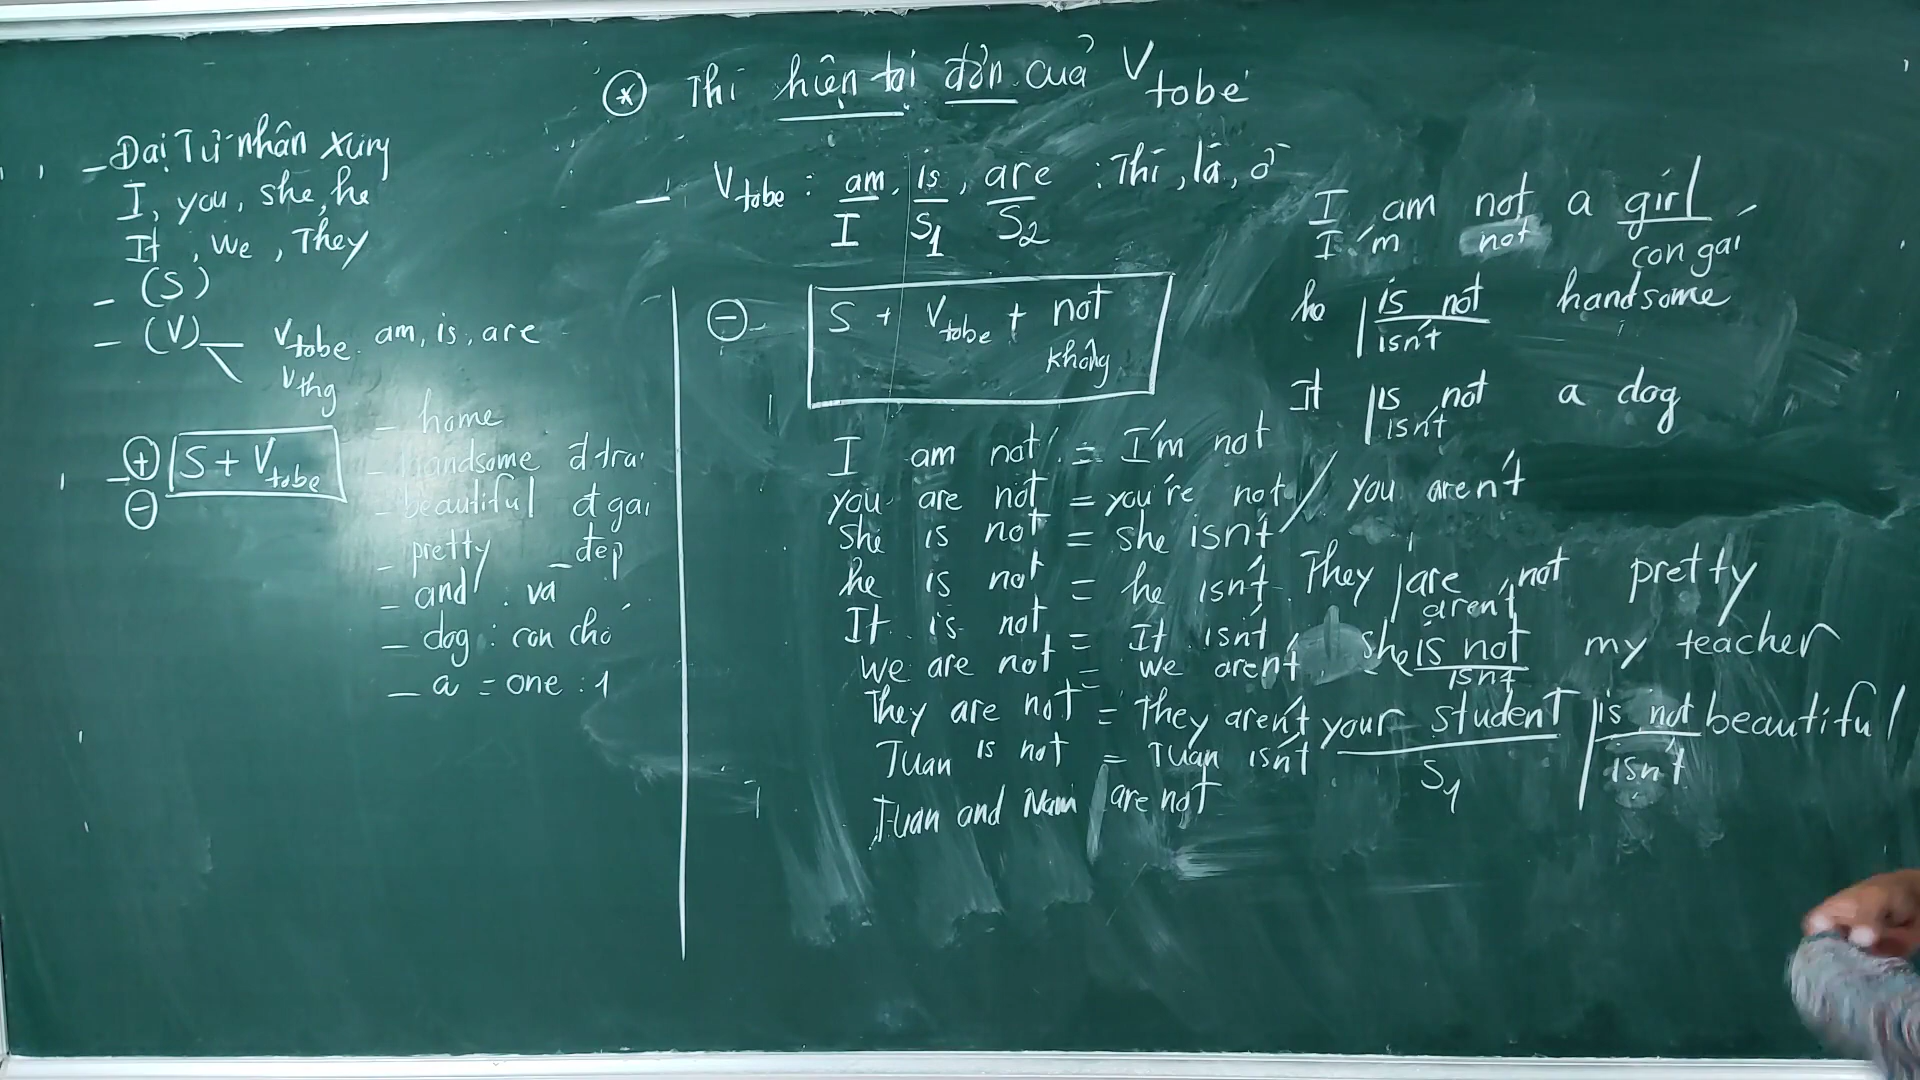 Thì hiện tại đơn của V tobe
- Đại Từ nhân xưng
I, you, she, he
It, we, They
- (S)
- (V) V tobe am, is, are
V thg
+ S + V tobe
-
- home
- handsome đ trai
- beautiful đ gái
- pretty đẹp
- and : và
- dog : con chó
- a = one : 1
- V tobe : am, is, are : Thì, là, ở
I S1 S2
- S + V tobe + not
không
I am not = I'm not
you are not = you're not / you aren't
she is not = she isn't
he is not = he isn't
It is not = It isn't
we are not = we aren't
They are not = They aren't
Tuan is not = Tuan isn't
Tuan and Nam are not
I am not a girl
I'm not con gái
he is not handsome
isn't
It is not a dog
isn't
They are not pretty
aren't
she is not my teacher
isn't
your student is not beautiful
S1 isn't